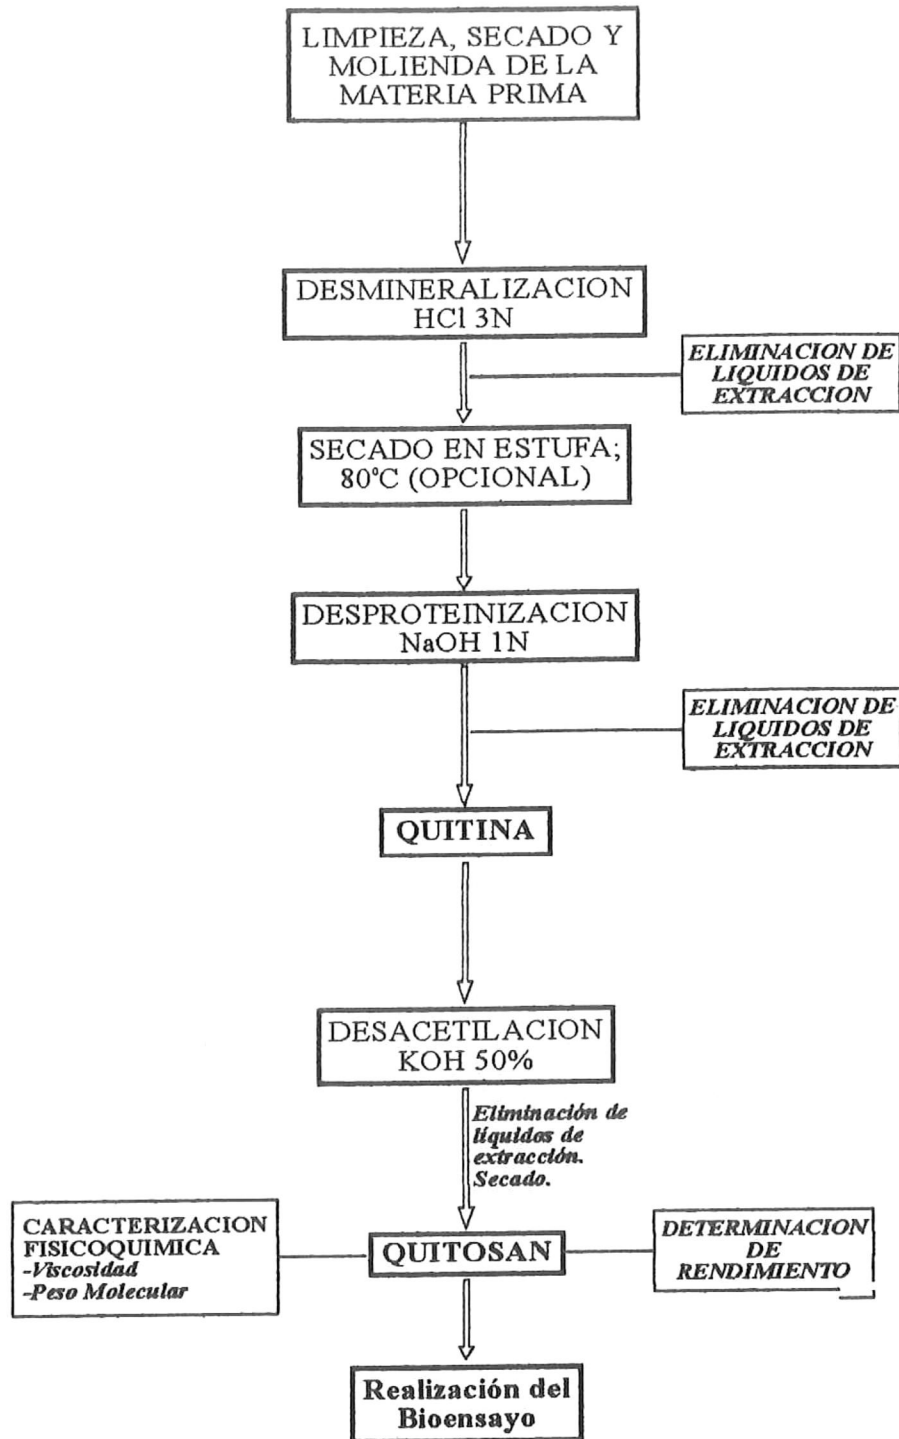 LIMPIEZA, SECADO Y
MOLIENDA DE LA
MATERIA PRIMA
DESMINERALIZACION
HCl 3N
ELIMINACION DE
LIQUIDOS DE
EXTRACCION
SECADO EN ESTUFA;
80ºC (OPCIONAL)
DESPROTEINIZACION
NaOH 1N
ELIMINACION DE
LIQUIDOS DE
EXTRACCION
QUITINA
DESACETILACION
KOH 50%
Eliminación de
líquidos de
extracción.
Secado.
CARACTERIZACION
FISICOQUIMICA
-Viscosidad
-Peso Molecular
QUITOSAN
DETERMINACION
DE
RENDIMIENTO
Realización del
Bioensayo